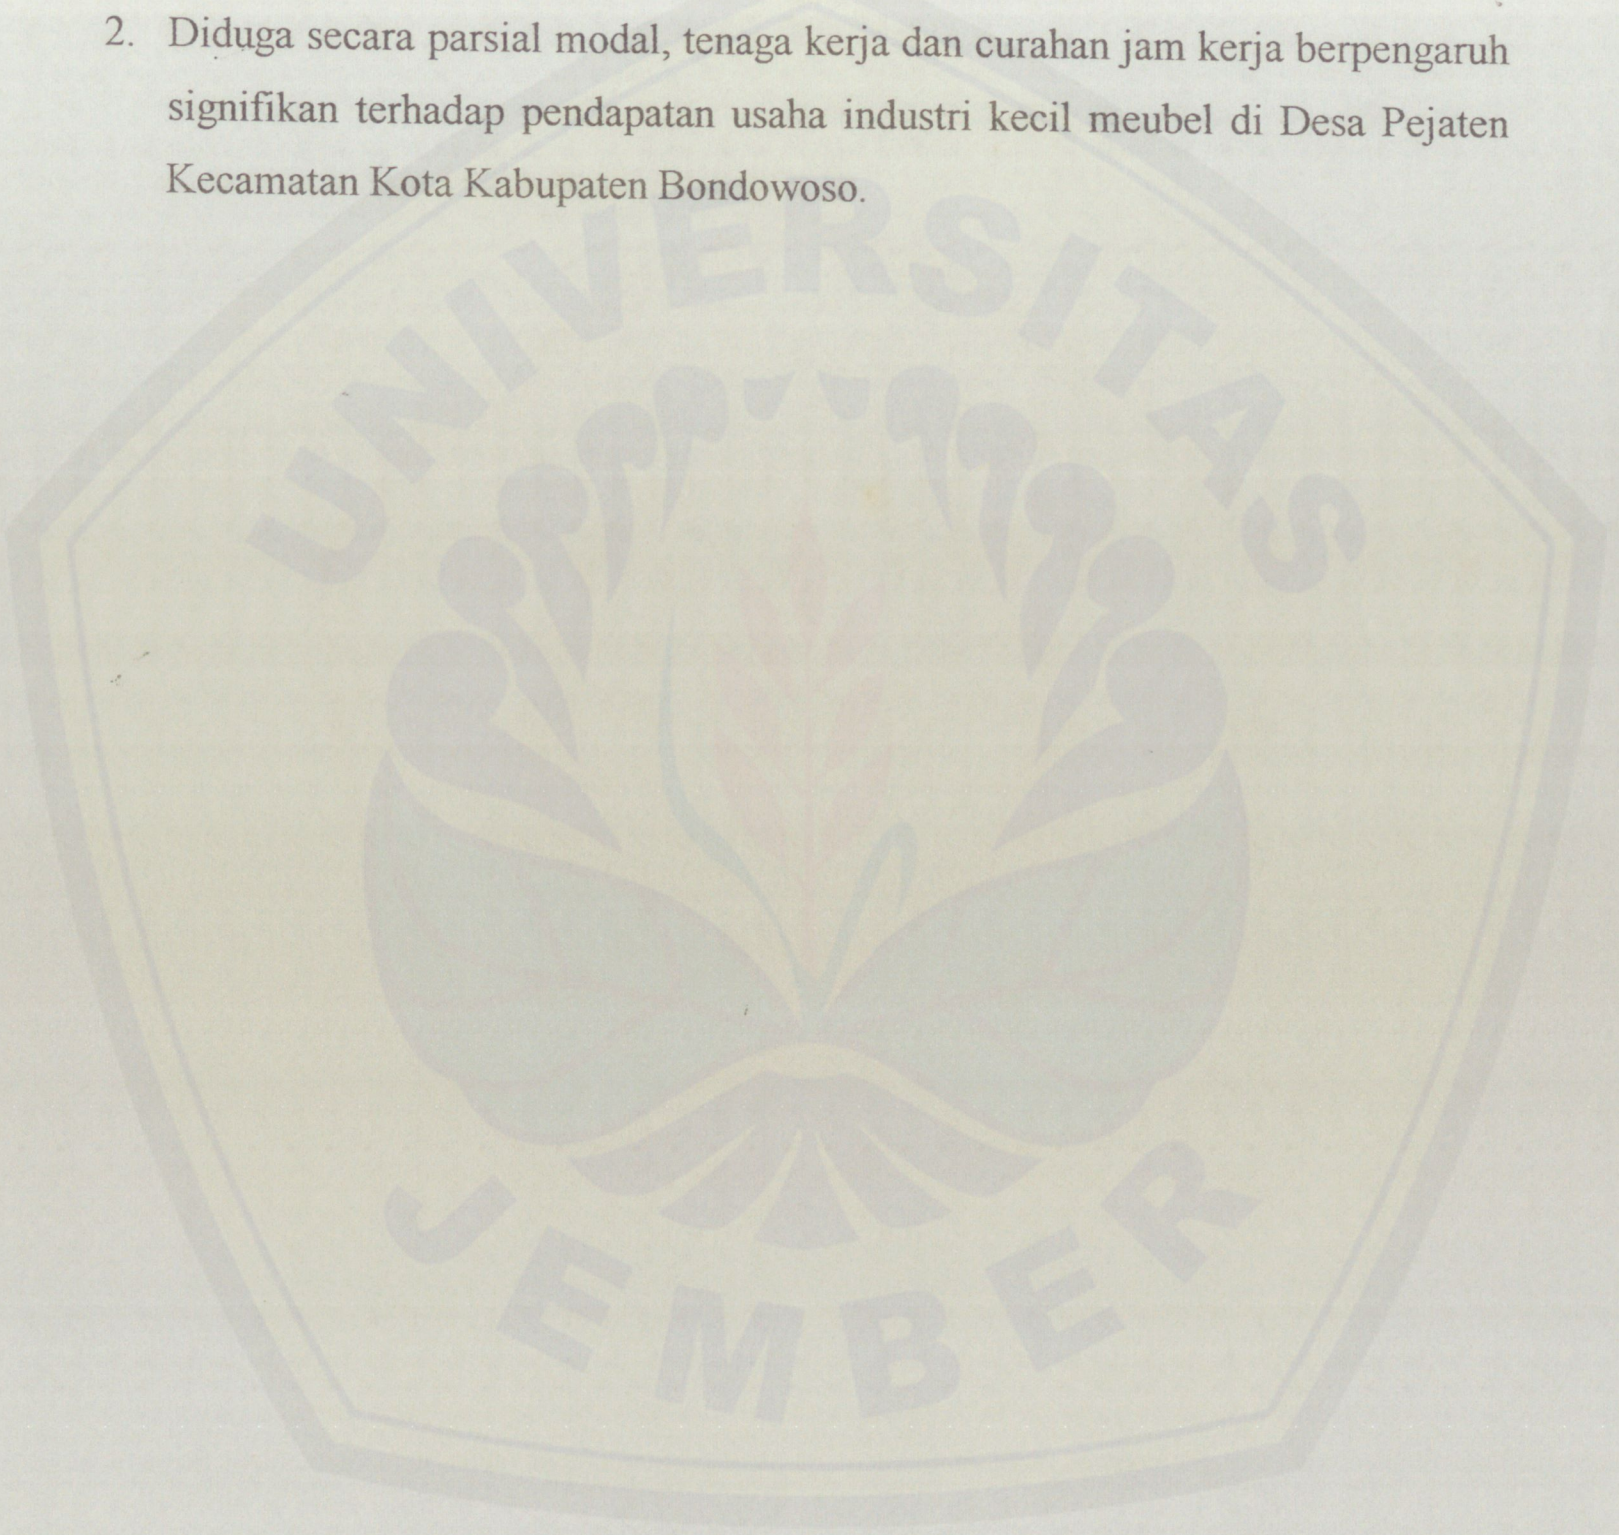 2. Diduga secara parsial modal, tenaga kerja dan curahan jam kerja berpengaruh
signifikan terhadap pendapatan usaha industri kecil meubel di Desa Pejaten
Kecamatan Kota Kabupaten Bondowoso.
UNIVERSITAS
JEMBER